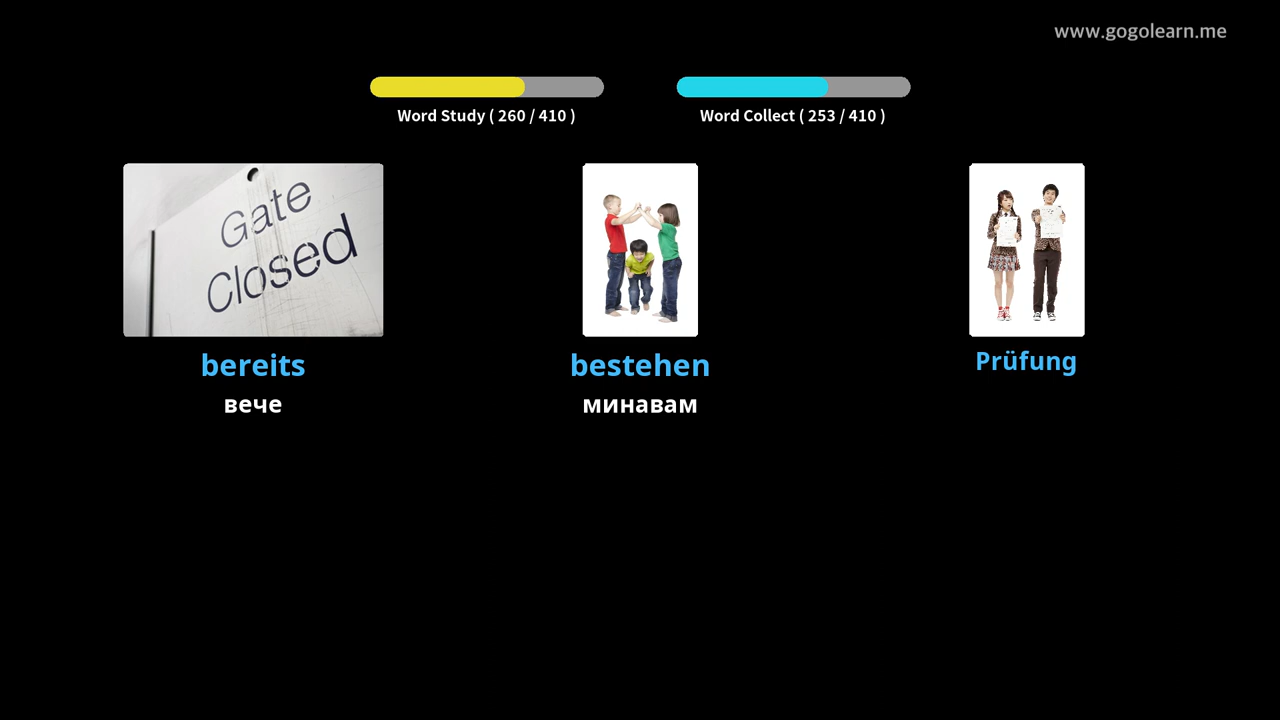 www.gogolearn.me
Word Study ( 260 / 410 )
Word Collect ( 253 / 410 )
Gate
Closed
bereits
bestehen
Prüfung
вече
минавам